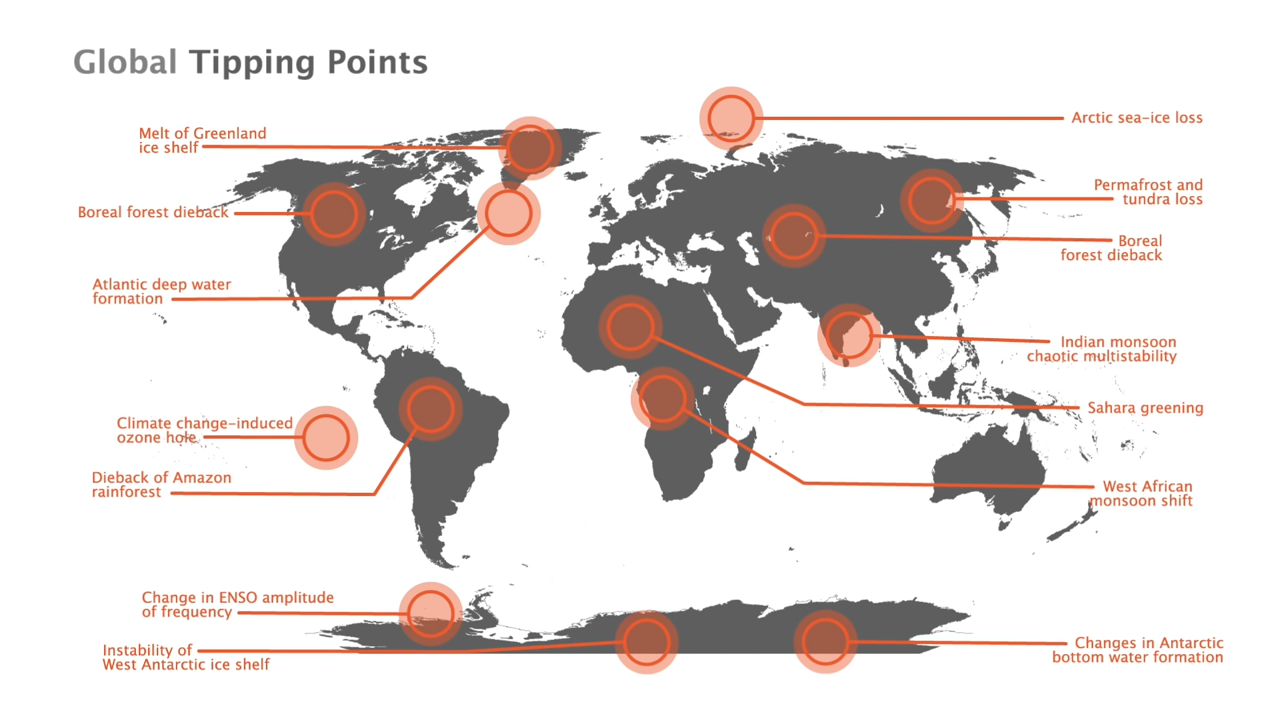 Global Tipping Points
Melt of Greenland
ice shelf
Arctic sea-ice loss
Boreal forest dieback
Permafrost and
tundra loss
Boreal
forest dieback
Atlantic deep water
formation
Indian monsoon
chaotic multistability
Sahara greening
Climate change-induced
ozone hole
Dieback of Amazon
rainforest
West African
monsoon shift
Change in ENSO amplitude
of frequency
Instability of
West Antarctic ice shelf
Changes in Antarctic
bottom water formation